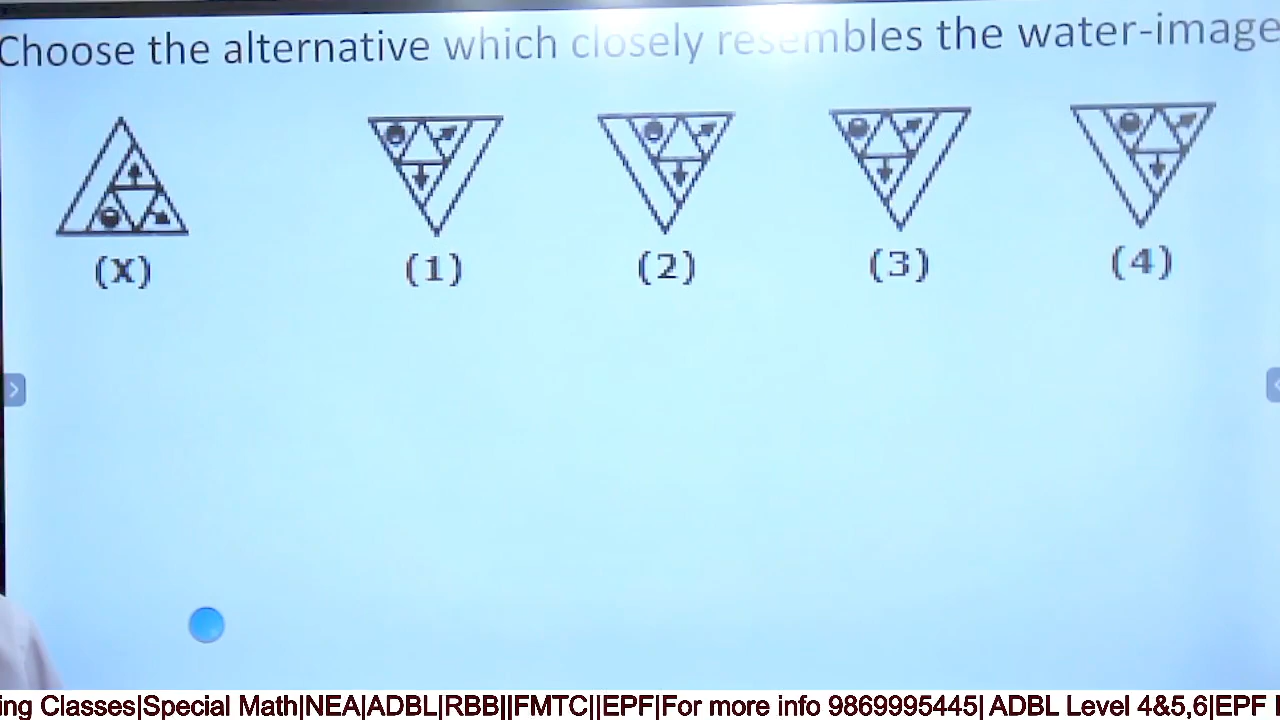 Choose the alternative which closely resembles the water-image
(X)
(1)
(2)
(3)
(4)
ing Classes|Special Math|NEA|ADBL|RBB||FMTC||EPF|For more info 9869995445| ADBL Level 4&5,6|EPF